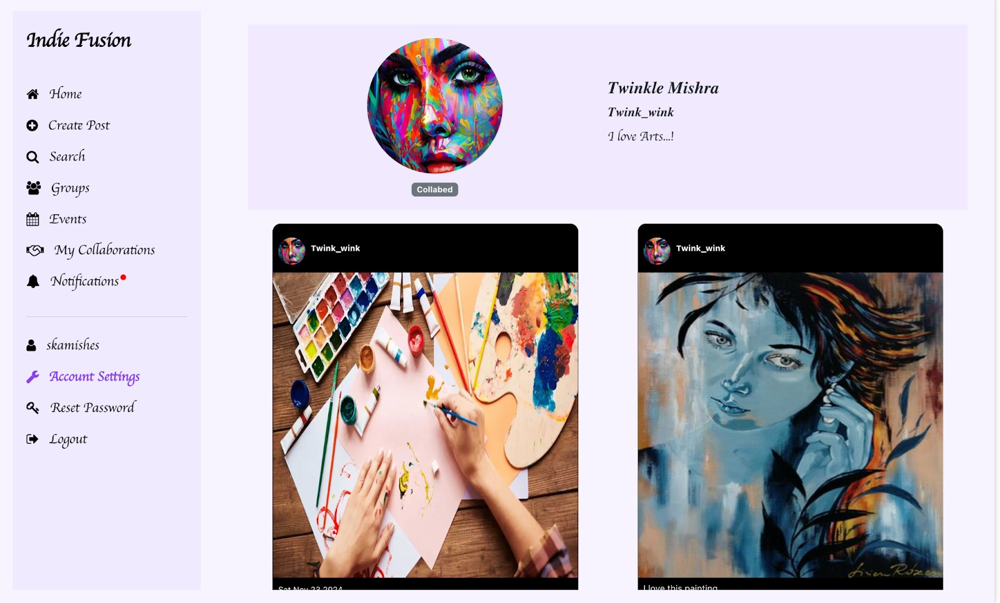 Indie Fusion
Home
Create Post
Search
Groups
Events
My Collaborations
Notifications
skamishes
Account Settings
Reset Password
Logout
Twinkle Mishra
Twink_wink
I love Arts...!
Collabed
Twink_wink
Sat Nov 23 2024
Twink_wink
I love this painting